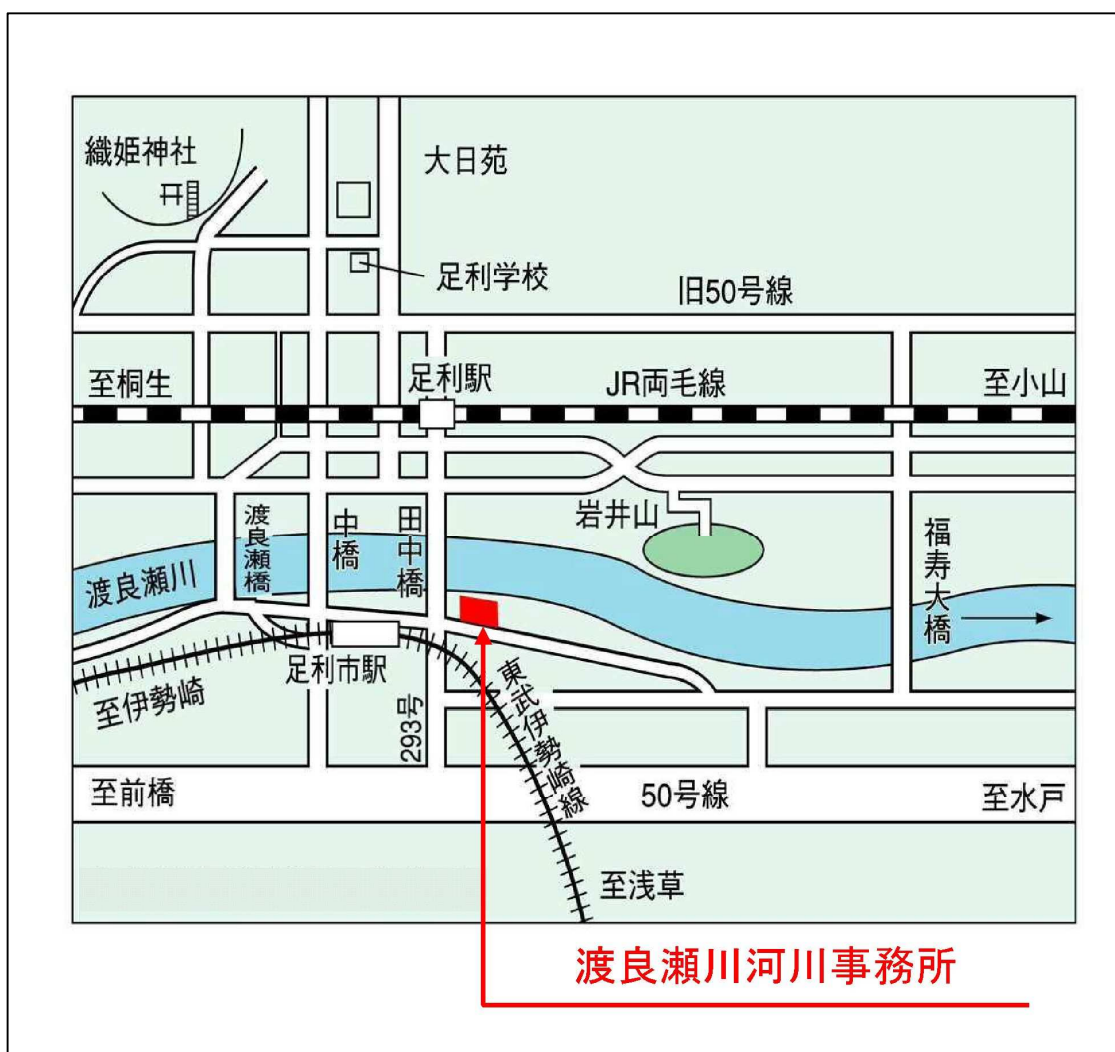 織姫神社
大日苑
足利学校
旧50号線
至桐生
足利駅
JR両毛線
至小山
渡良瀬橋
中橋
田中橋
岩井山
福寿大橋
渡良瀬川
足利市駅
至伊勢崎
293号
東武伊勢崎線
至前橋
50号線
至水戸
至浅草
渡良瀬川河川事務所